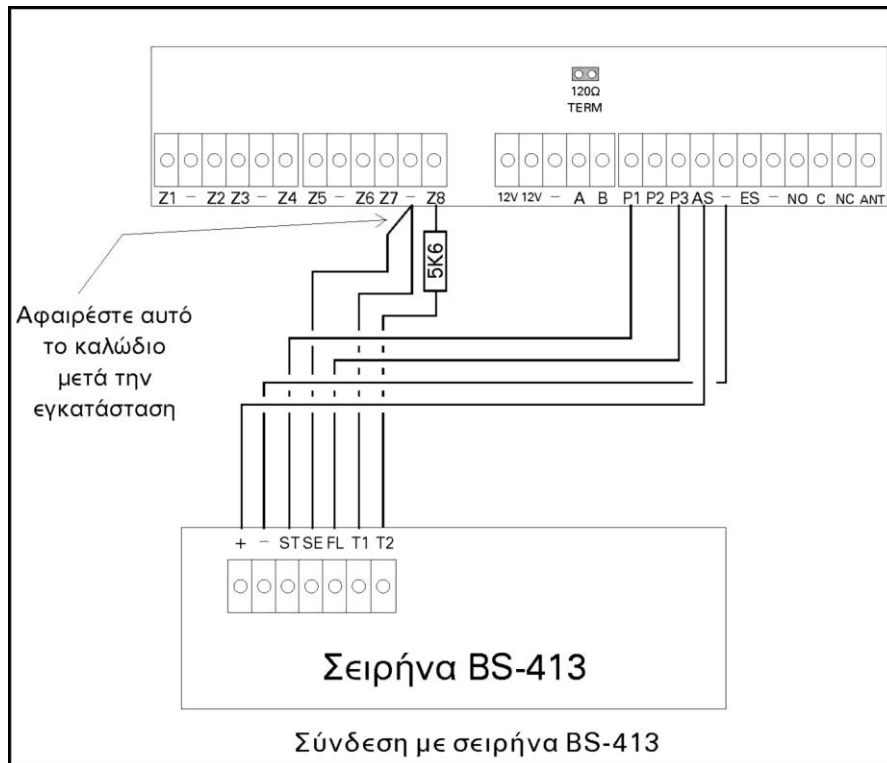 120Ω
TERM
Z1 – Z2 Z3 – Z4 Z5 – Z6 Z7 – Z8 12V 12V – A B P1 P2 P3 AS – ES – NO C NC ANT
5K6
Αφαιρέστε αυτό
το καλώδιο
μετά την
εγκατάσταση
+ – ST SE FL T1 T2
Σειρήνα BS-413
Σύνδεση με σειρήνα BS-413